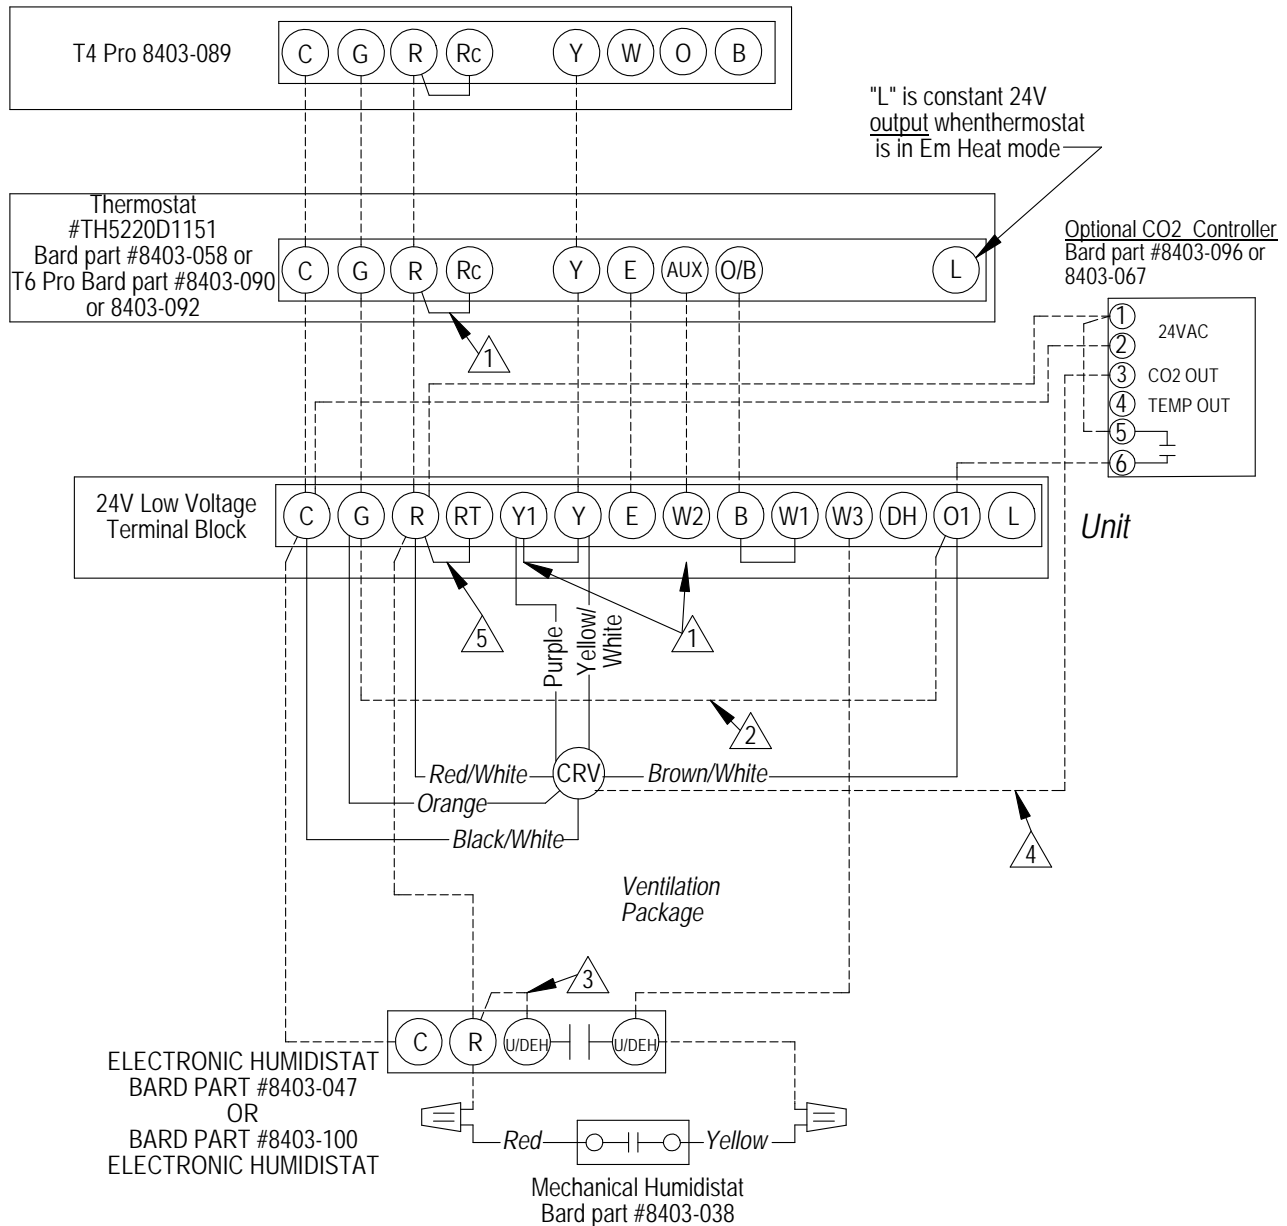 T4 Pro 8403-089
C G R Rc Y W O B
"L" is constant 24V
output whenthermostat
is in Em Heat mode
Thermostat
#TH5220D1151
Bard part #8403-058 or
T6 Pro Bard part #8403-090
or 8403-092
C G R Rc Y E AUX O/B L
1
Optional CO2 Controller
Bard part #8403-096 or
8403-067
1
24VAC
2
3 CO2 OUT
4 TEMP OUT
5
6
24V Low Voltage
Terminal Block
C G R RT Y1 Y E W2 B W1 W3 DH O1 L
Unit
5
Purple
Yellow/
White
1
2
Red/White
CRV
Brown/White
Orange
Black/White
4
Ventilation
Package
3
C R U/DEH U/DEH
ELECTRONIC HUMIDISTAT
BARD PART #8403-047
OR
BARD PART #8403-100
ELECTRONIC HUMIDISTAT
Red
Yellow
Mechanical Humidistat
Bard part #8403-038